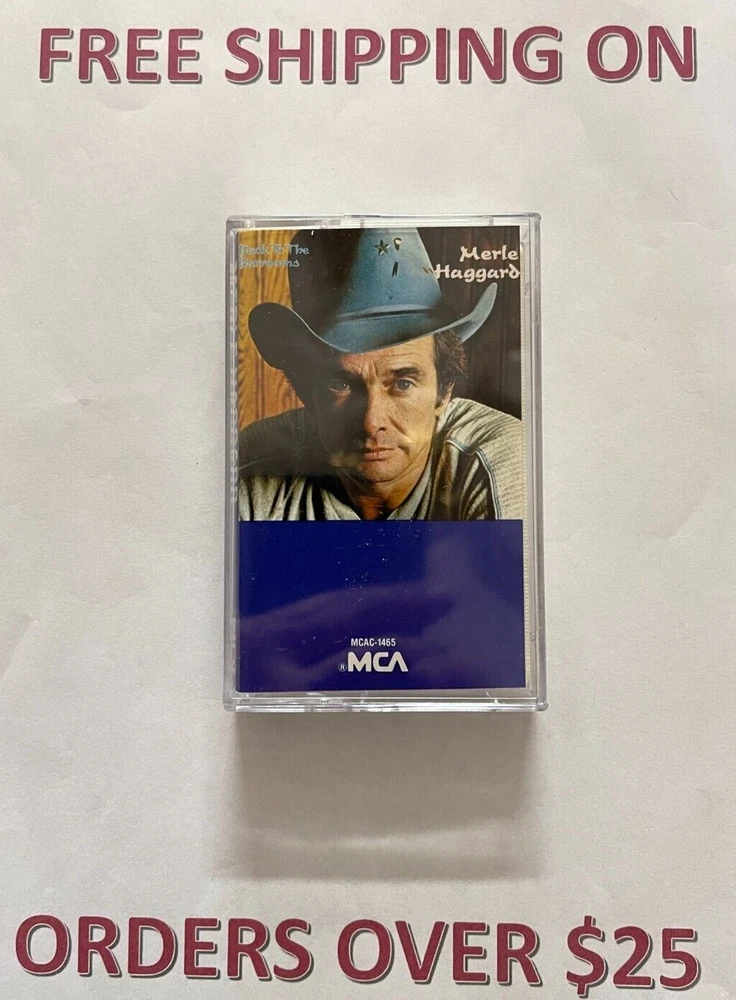 FREE SHIPPING ON
Back To The
Barrooms
Merle
Haggard
MCAC-1465
®MCA
ORDERS OVER $25